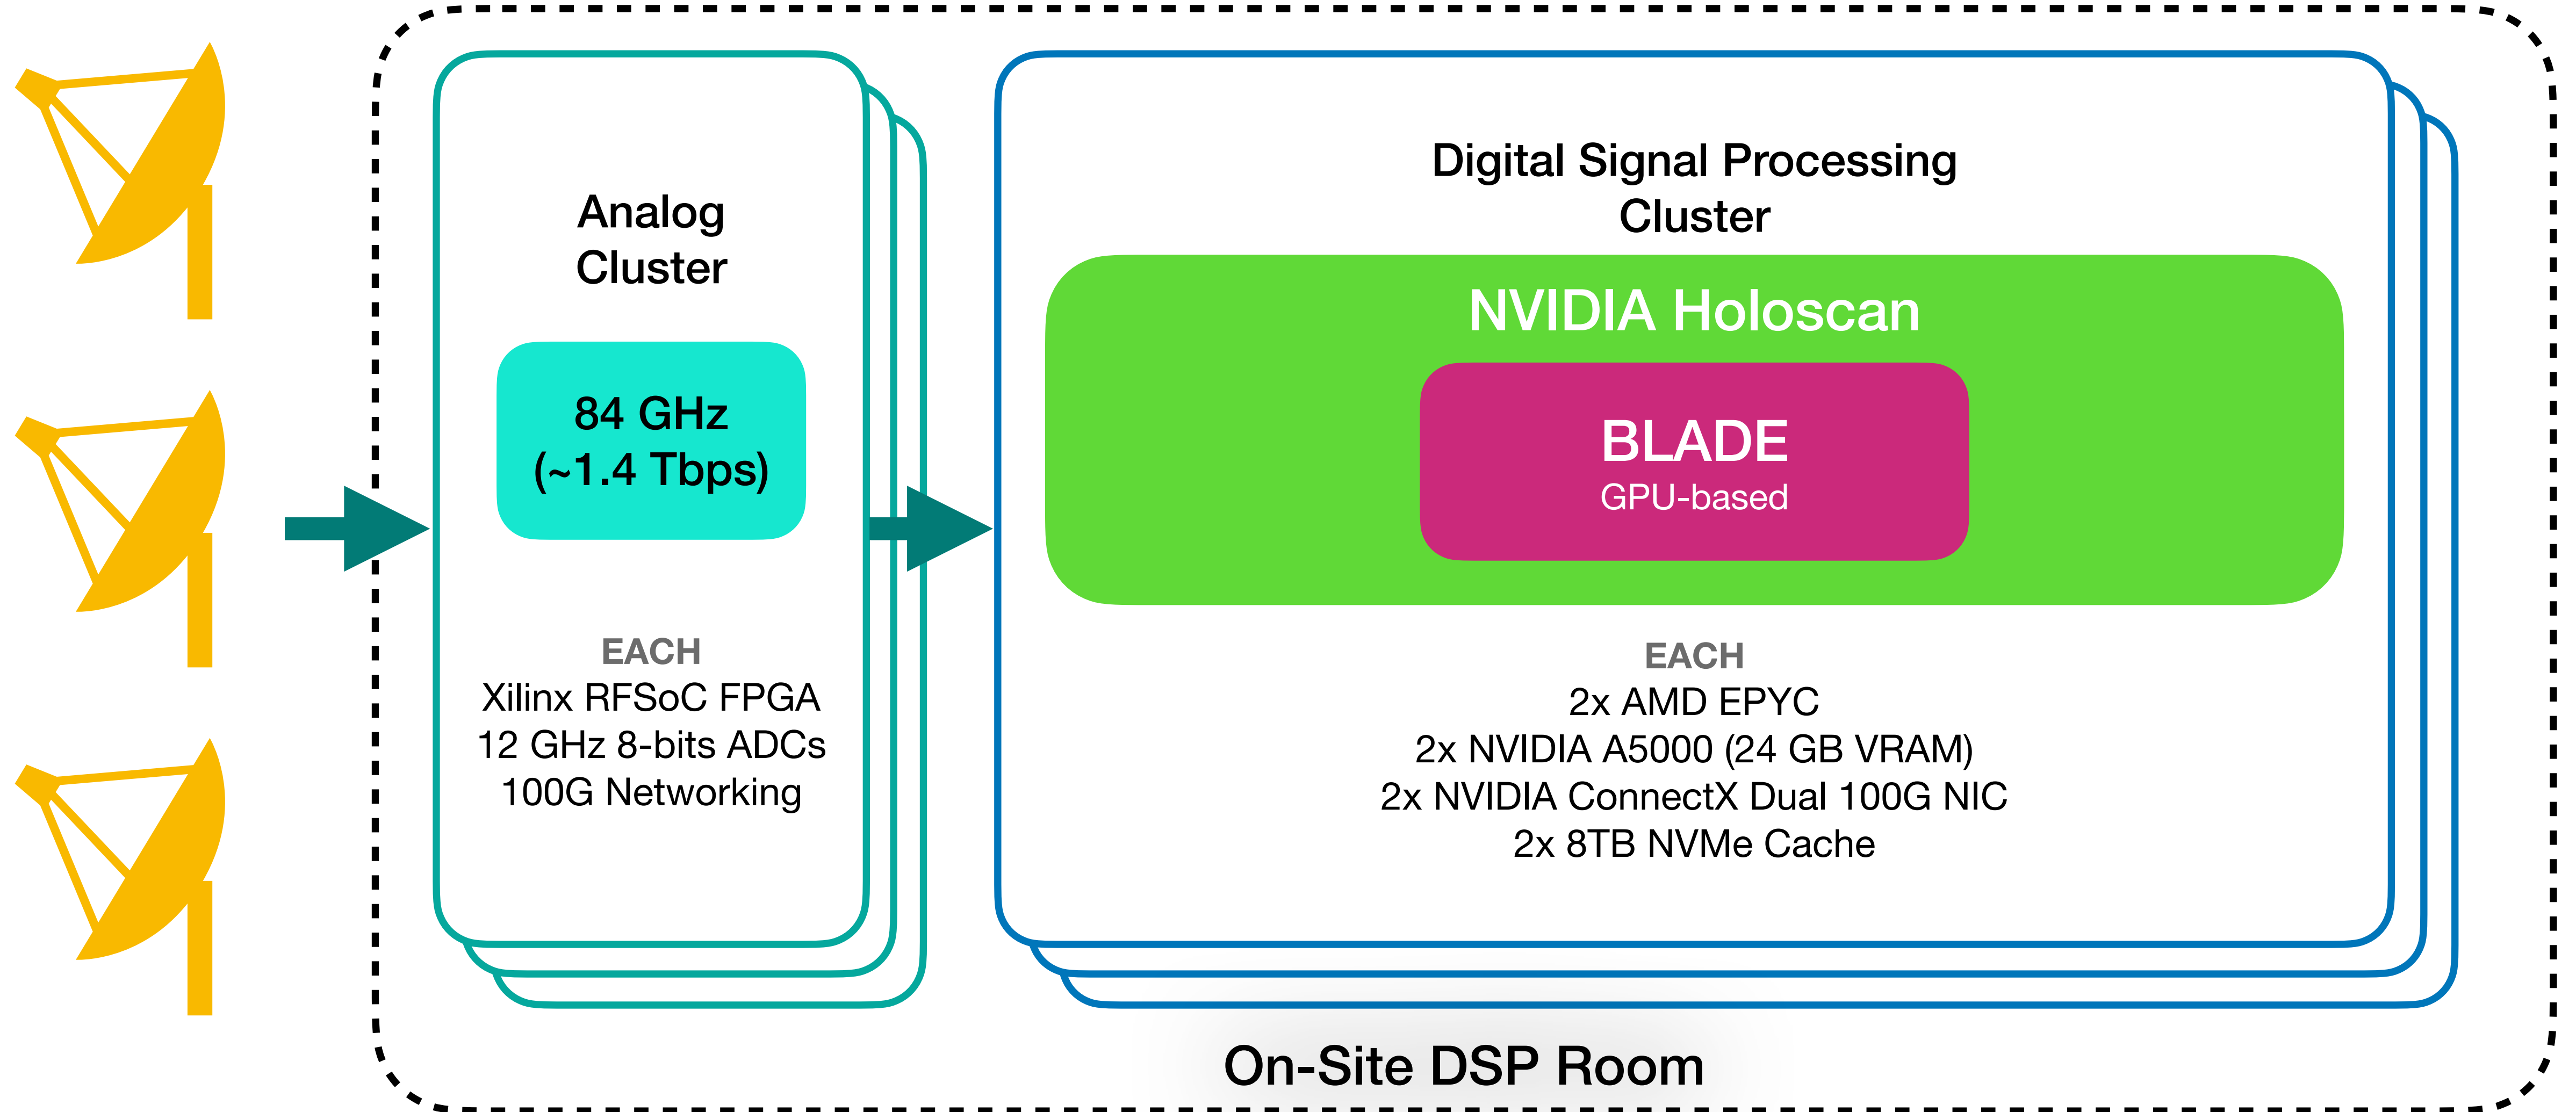 Analog
Cluster
84 GHz
(~1.4 Tbps)
EACH
Xilinx RFSoC FPGA
12 GHz 8-bits ADCs
100G Networking
Digital Signal Processing
Cluster
NVIDIA Holoscan
BLADE
GPU-based
EACH
2x AMD EPYC
2x NVIDIA A5000 (24 GB VRAM)
2x NVIDIA ConnectX Dual 100G NIC
2x 8TB NVMe Cache
On-Site DSP Room